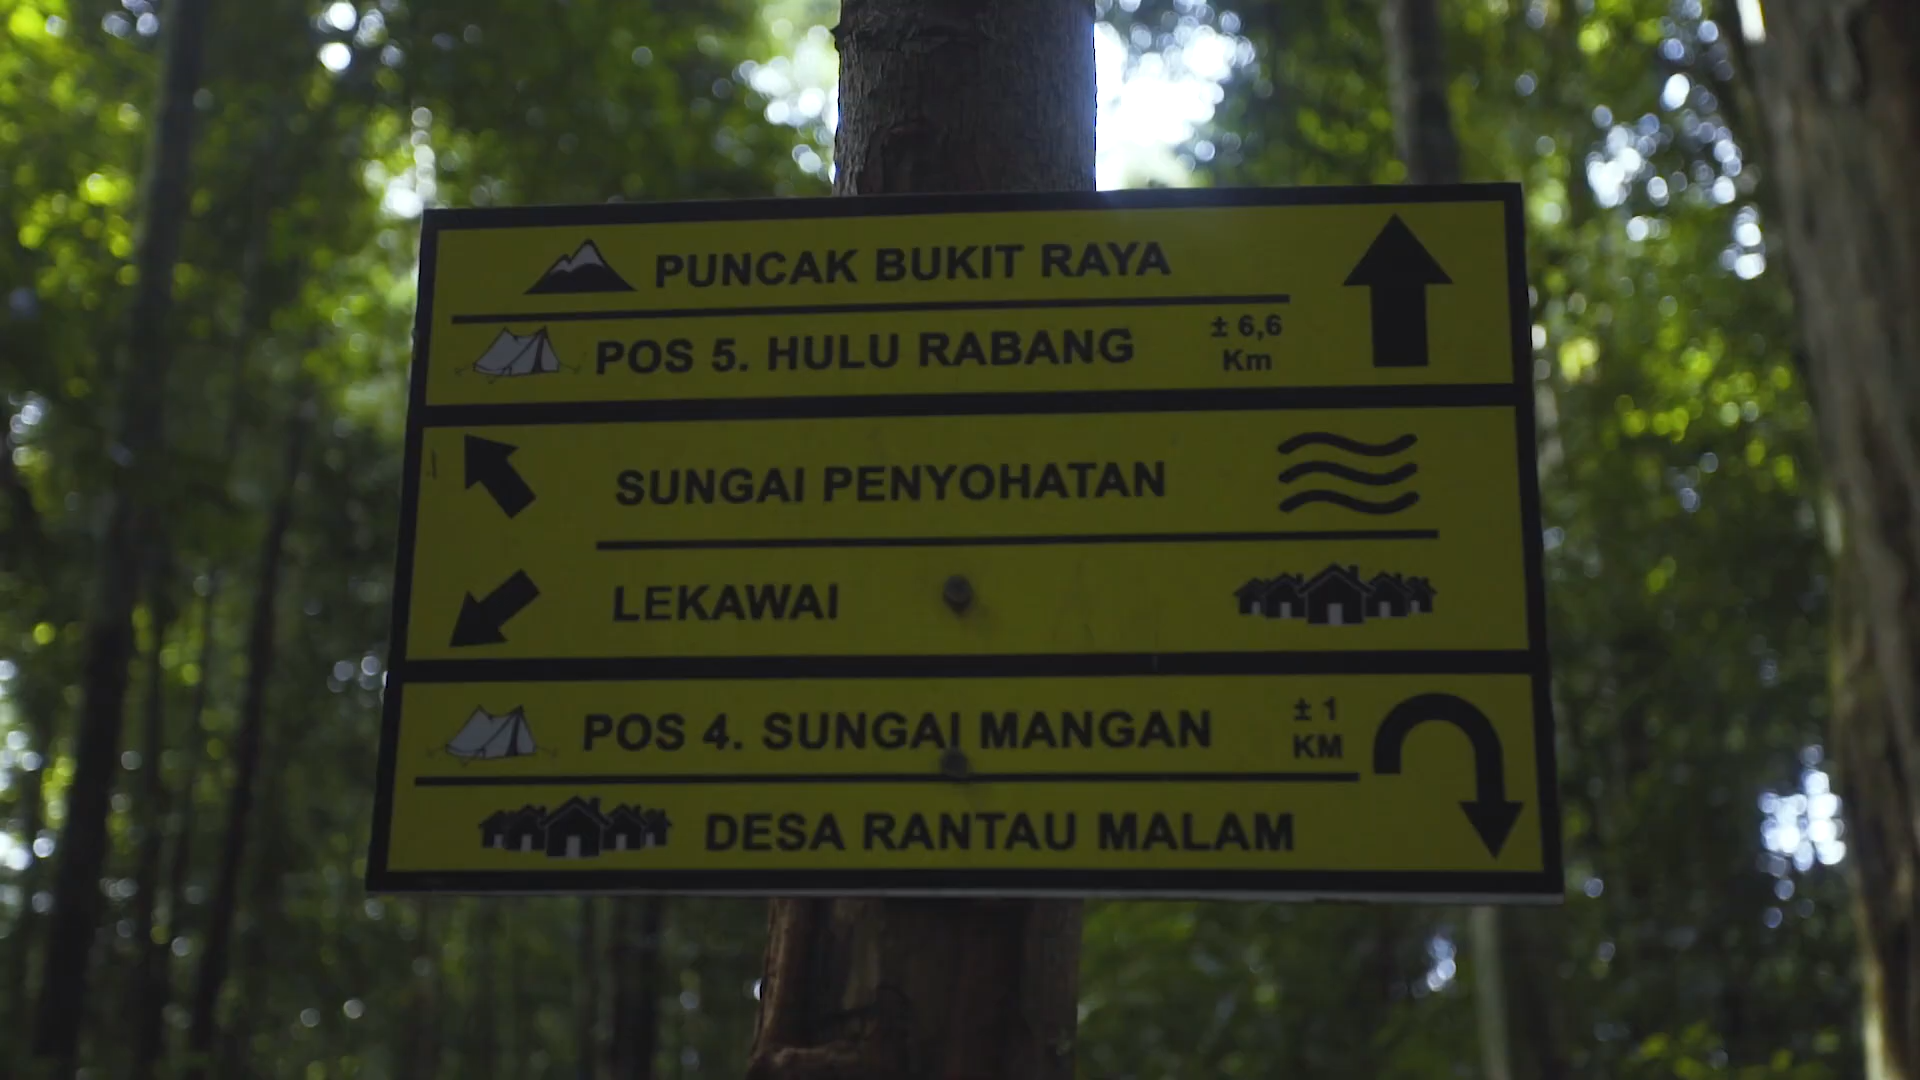 PUNCAK BUKIT RAYA
POS 5. HULU RABANG ± 6,6 Km
SUNGAI PENYOHATAN
LEKAWAI
POS 4. SUNGAI MANGAN ± 1 KM
DESA RANTAU MALAM